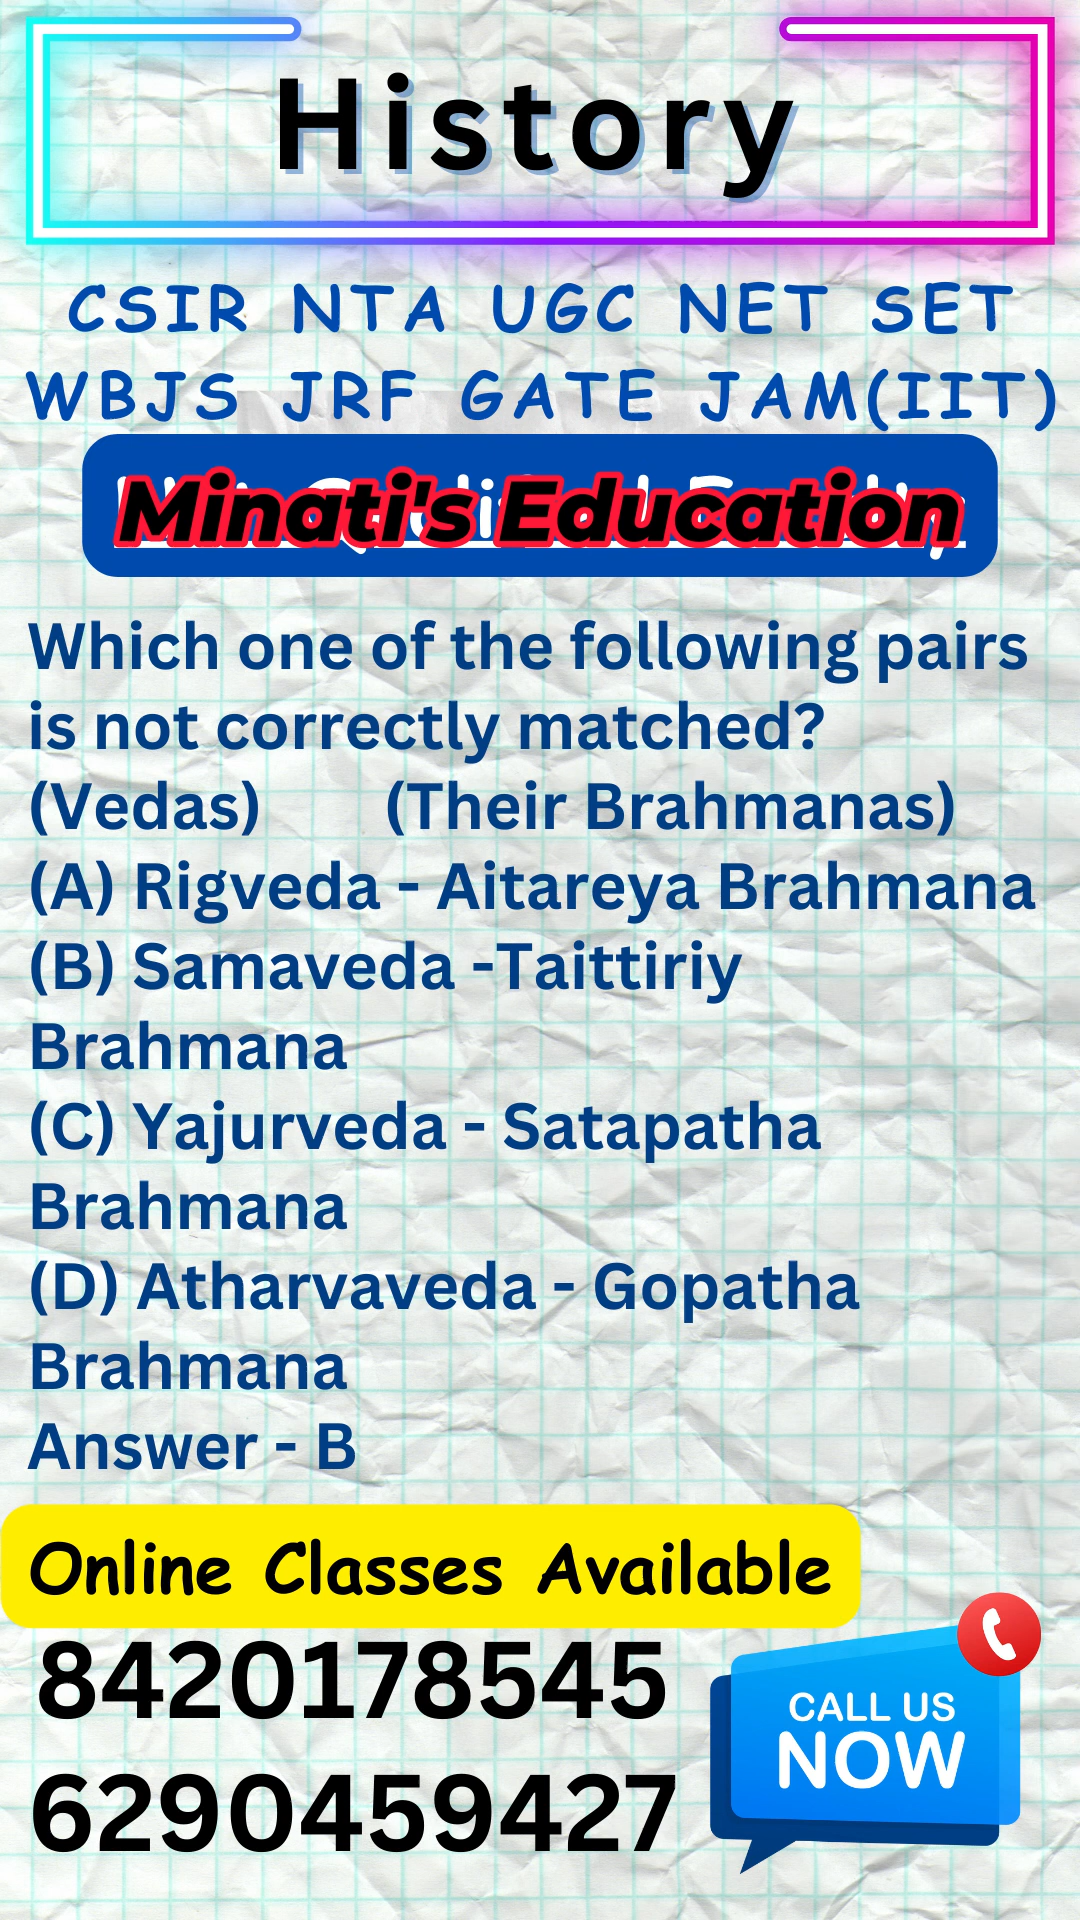 History
CSIR NTA UGC NET SET
WBJS JRF GATE JAM(IIT)
Minati's Education
Which one of the following pairs
is not correctly matched?
(Vedas) (Their Brahmanas)
(A) Rigveda - Aitareya Brahmana
(B) Samaveda -Taittiriy
Brahmana
(C) Yajurveda - Satapatha
Brahmana
(D) Atharvaveda - Gopatha
Brahmana
Answer - B
Online Classes Available
8420178545
6290459427
CALL US
NOW